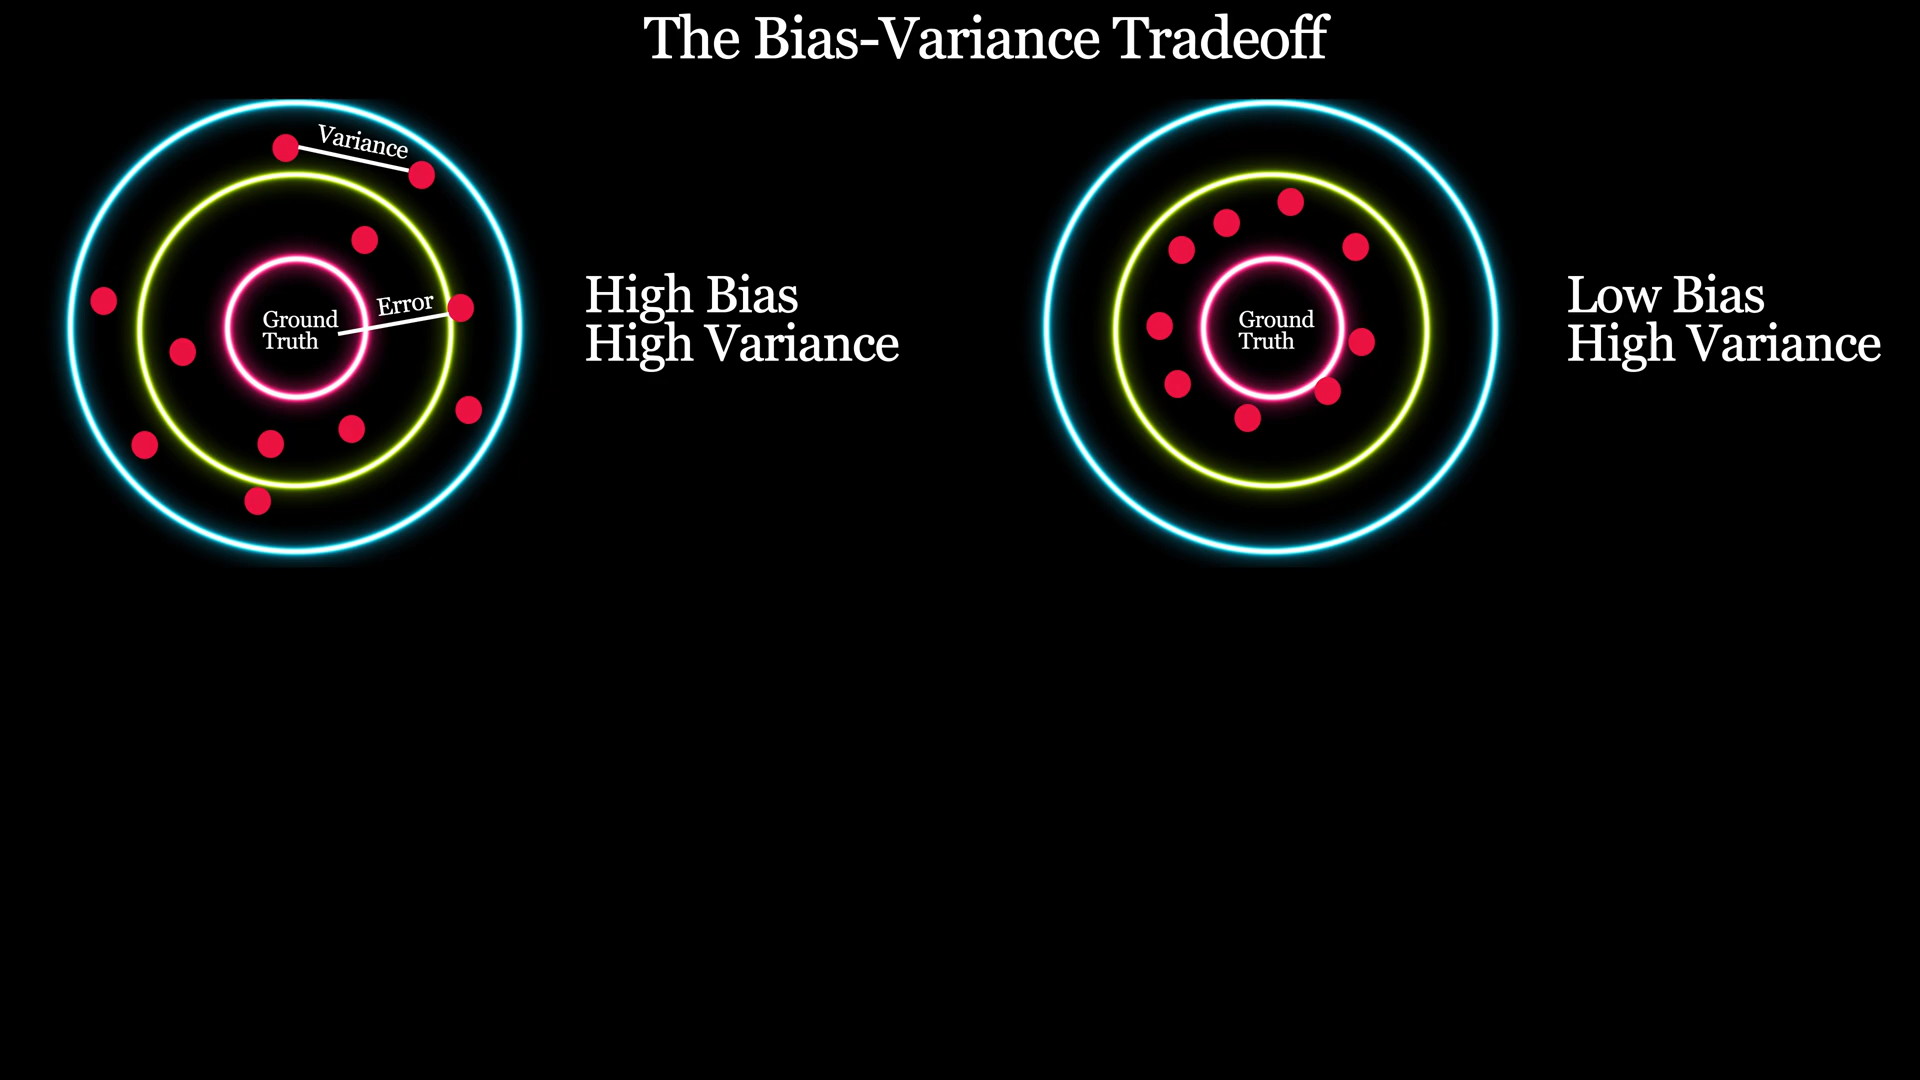 The Bias-Variance Tradeoff
Variance
Error
Ground
Truth
High Bias
High Variance
Ground
Truth
Low Bias
High Variance